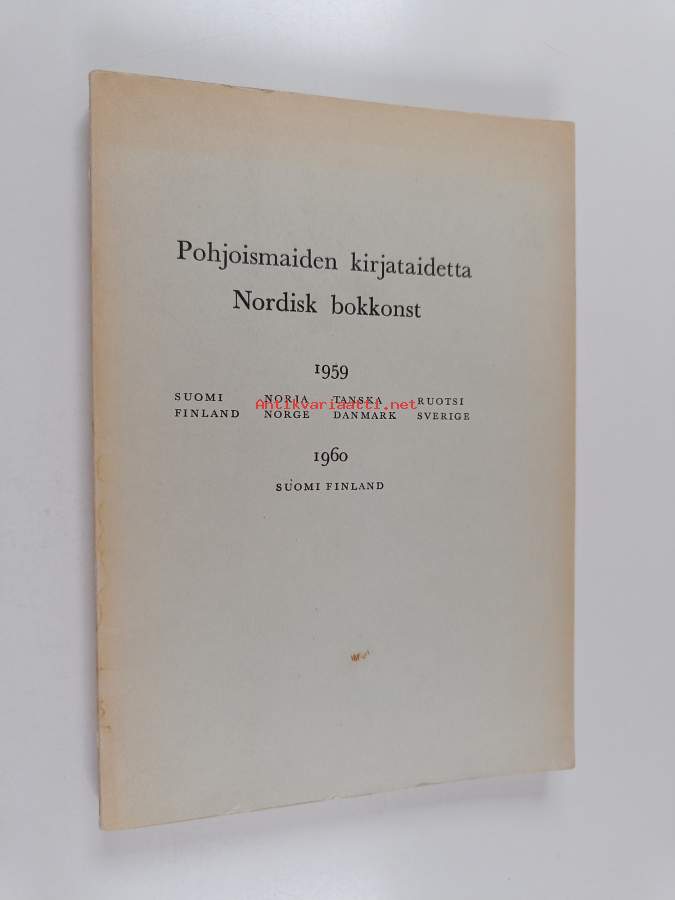 Pohjoismaiden kirjataidetta
Nordisk bokkonst
1959
SUOMI NORJA TANSKA RUOTSI
Antikvariaatti.net
FINLAND NORGE DANMARK SVERIGE
1960
SUOMI FINLAND